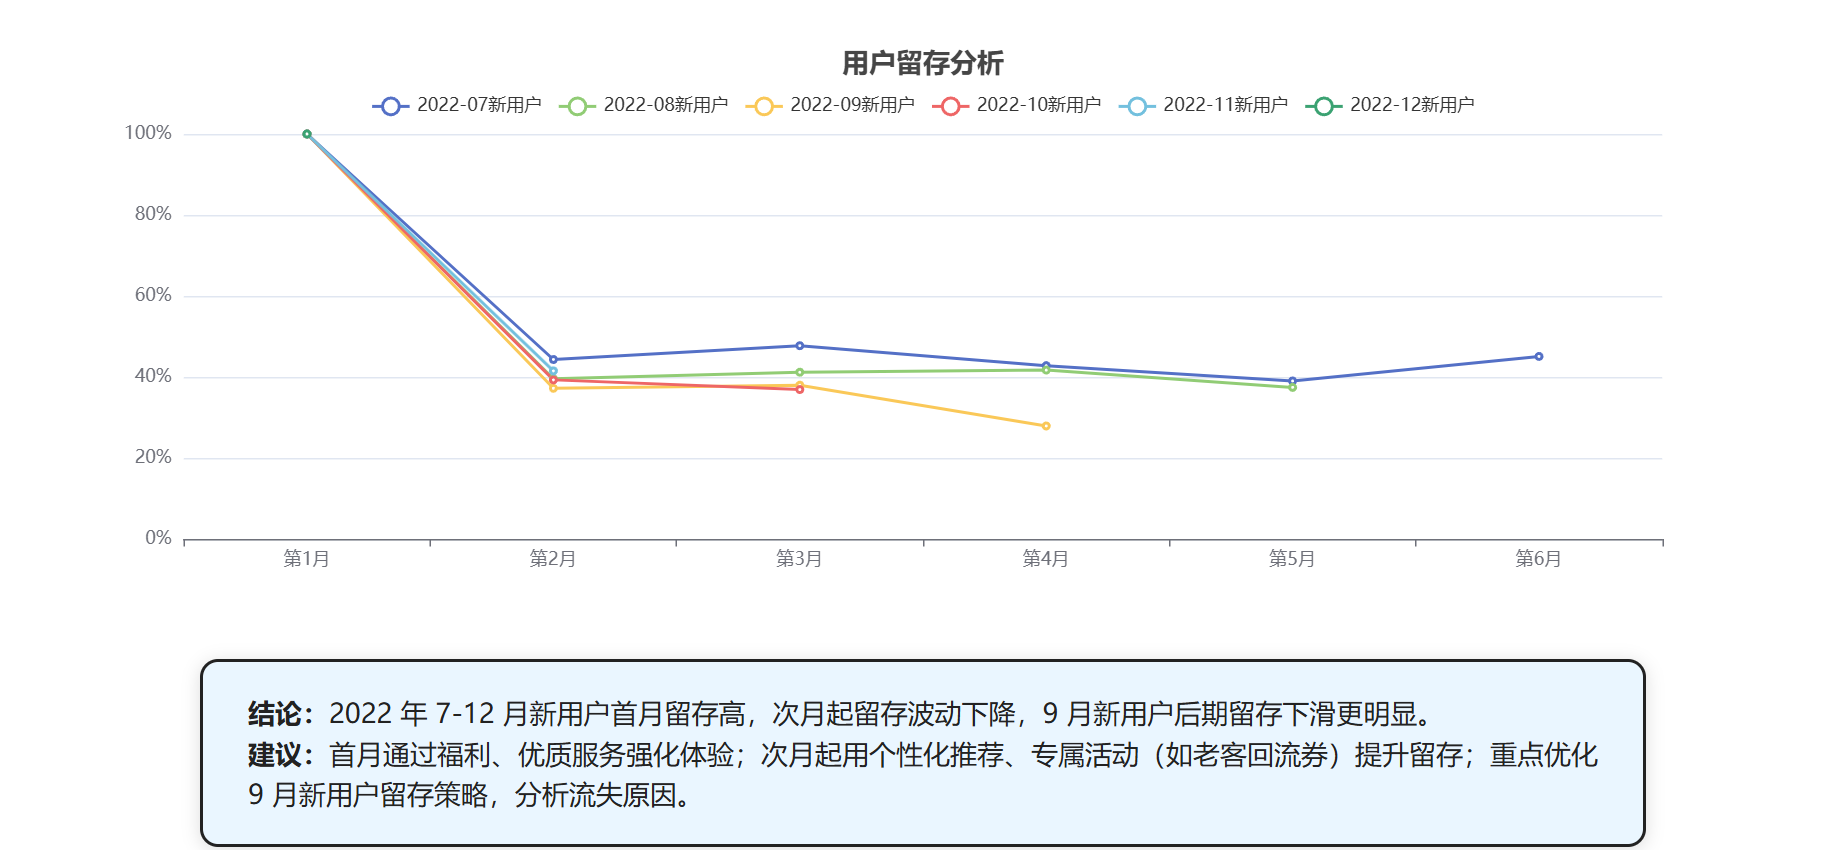 用户留存分析
2022-07新用户 2022-08新用户 2022-09新用户 2022-10新用户 2022-11新用户 2022-12新用户
100%
80%
60%
40%
20%
0%
第1月 第2月 第3月 第4月 第5月 第6月
结论：2022 年 7-12 月新用户首月留存高，次月起留存波动下降，9 月新用户后期留存下滑更明显。
建议：首月通过福利、优质服务强化体验；次月起用个性化推荐、专属活动（如老客回流券）提升留存；重点优化
9 月新用户留存策略，分析流失原因。